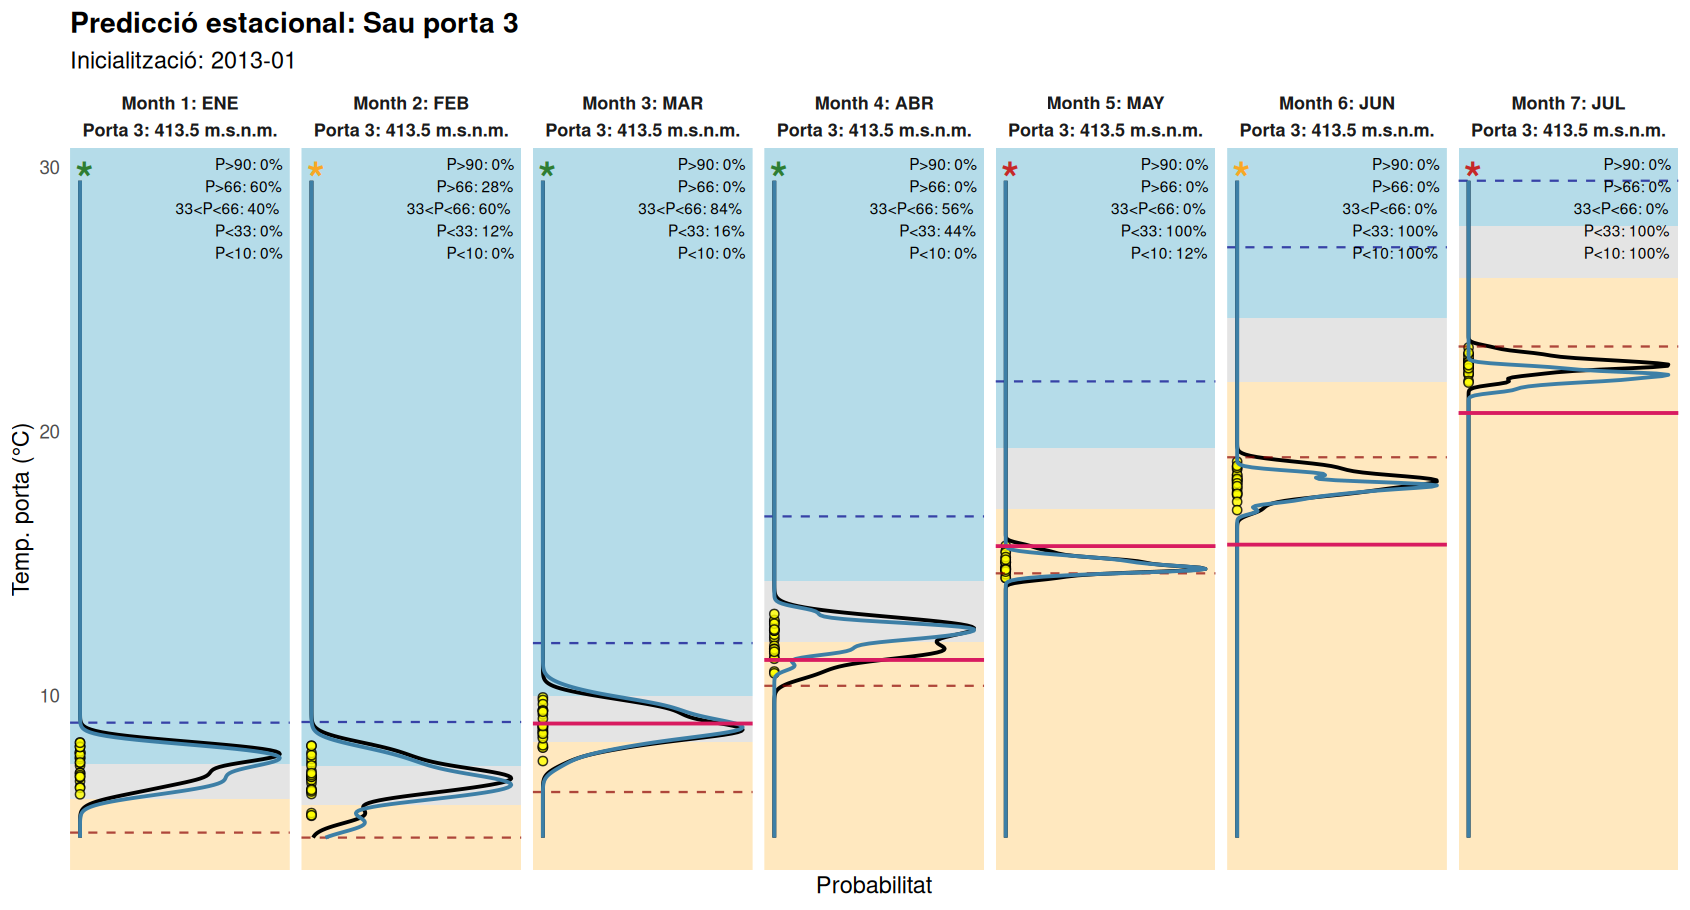 Predicció estacional: Sau porta 3
Inicialització: 2013-01
Month 1: ENE
Porta 3: 413.5 m.s.n.m.
Month 2: FEB
Porta 3: 413.5 m.s.n.m.
Month 3: MAR
Porta 3: 413.5 m.s.n.m.
Month 4: ABR
Porta 3: 413.5 m.s.n.m.
Month 5: MAY
Porta 3: 413.5 m.s.n.m.
Month 6: JUN
Porta 3: 413.5 m.s.n.m.
Month 7: JUL
Porta 3: 413.5 m.s.n.m.
P>90: 0%
P>66: 60%
33<P<66: 40%
P<33: 0%
P<10: 0%
P>90: 0%
P>66: 28%
33<P<66: 60%
P<33: 12%
P<10: 0%
P>90: 0%
P>66: 0%
33<P<66: 84%
P<33: 16%
P<10: 0%
P>90: 0%
P>66: 0%
33<P<66: 56%
P<33: 44%
P<10: 0%
P>90: 0%
P>66: 0%
33<P<66: 0%
P<33: 100%
P<10: 12%
P>90: 0%
P>66: 0%
33<P<66: 0%
P<33: 100%
P<10: 100%
P>90: 0%
P>66: 0%
33<P<66: 0%
P<33: 100%
P<10: 100%
30
20
10
Temp. porta (°C)
Probabilitat